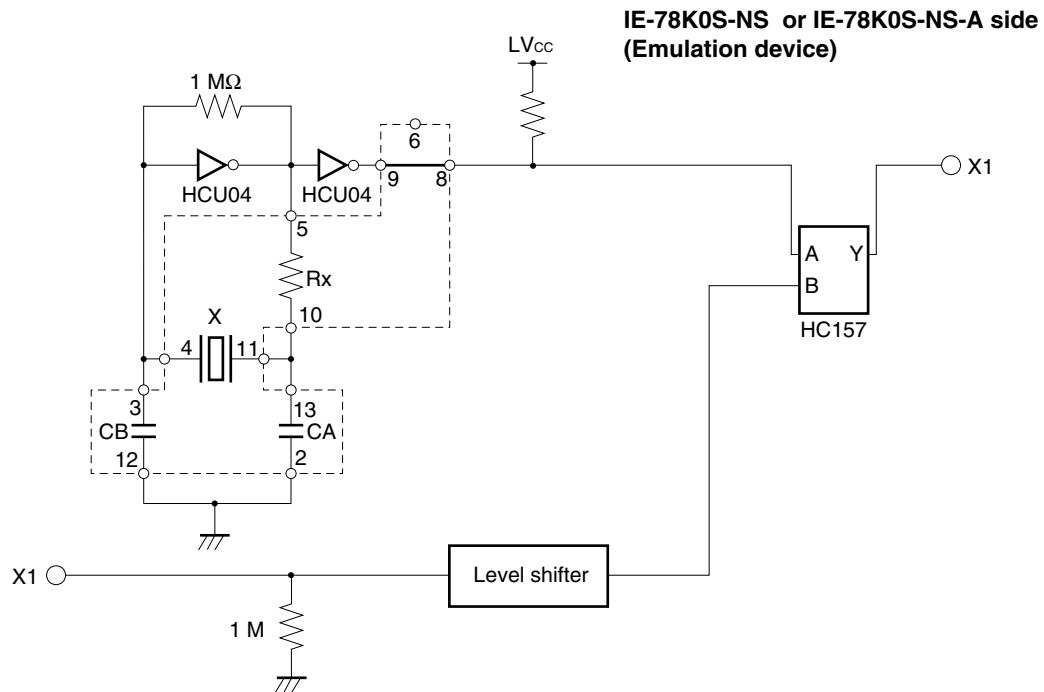 IE-78K0S-NS or IE-78K0S-NS-A side
(Emulation device)
LVCC
1 MΩ
6
9
8
HCU04
HCU04
X1
5
A
Y
B
Rx
HC157
10
X
4
11
3
13
CB
CA
12
2
X1
Level shifter
1 M